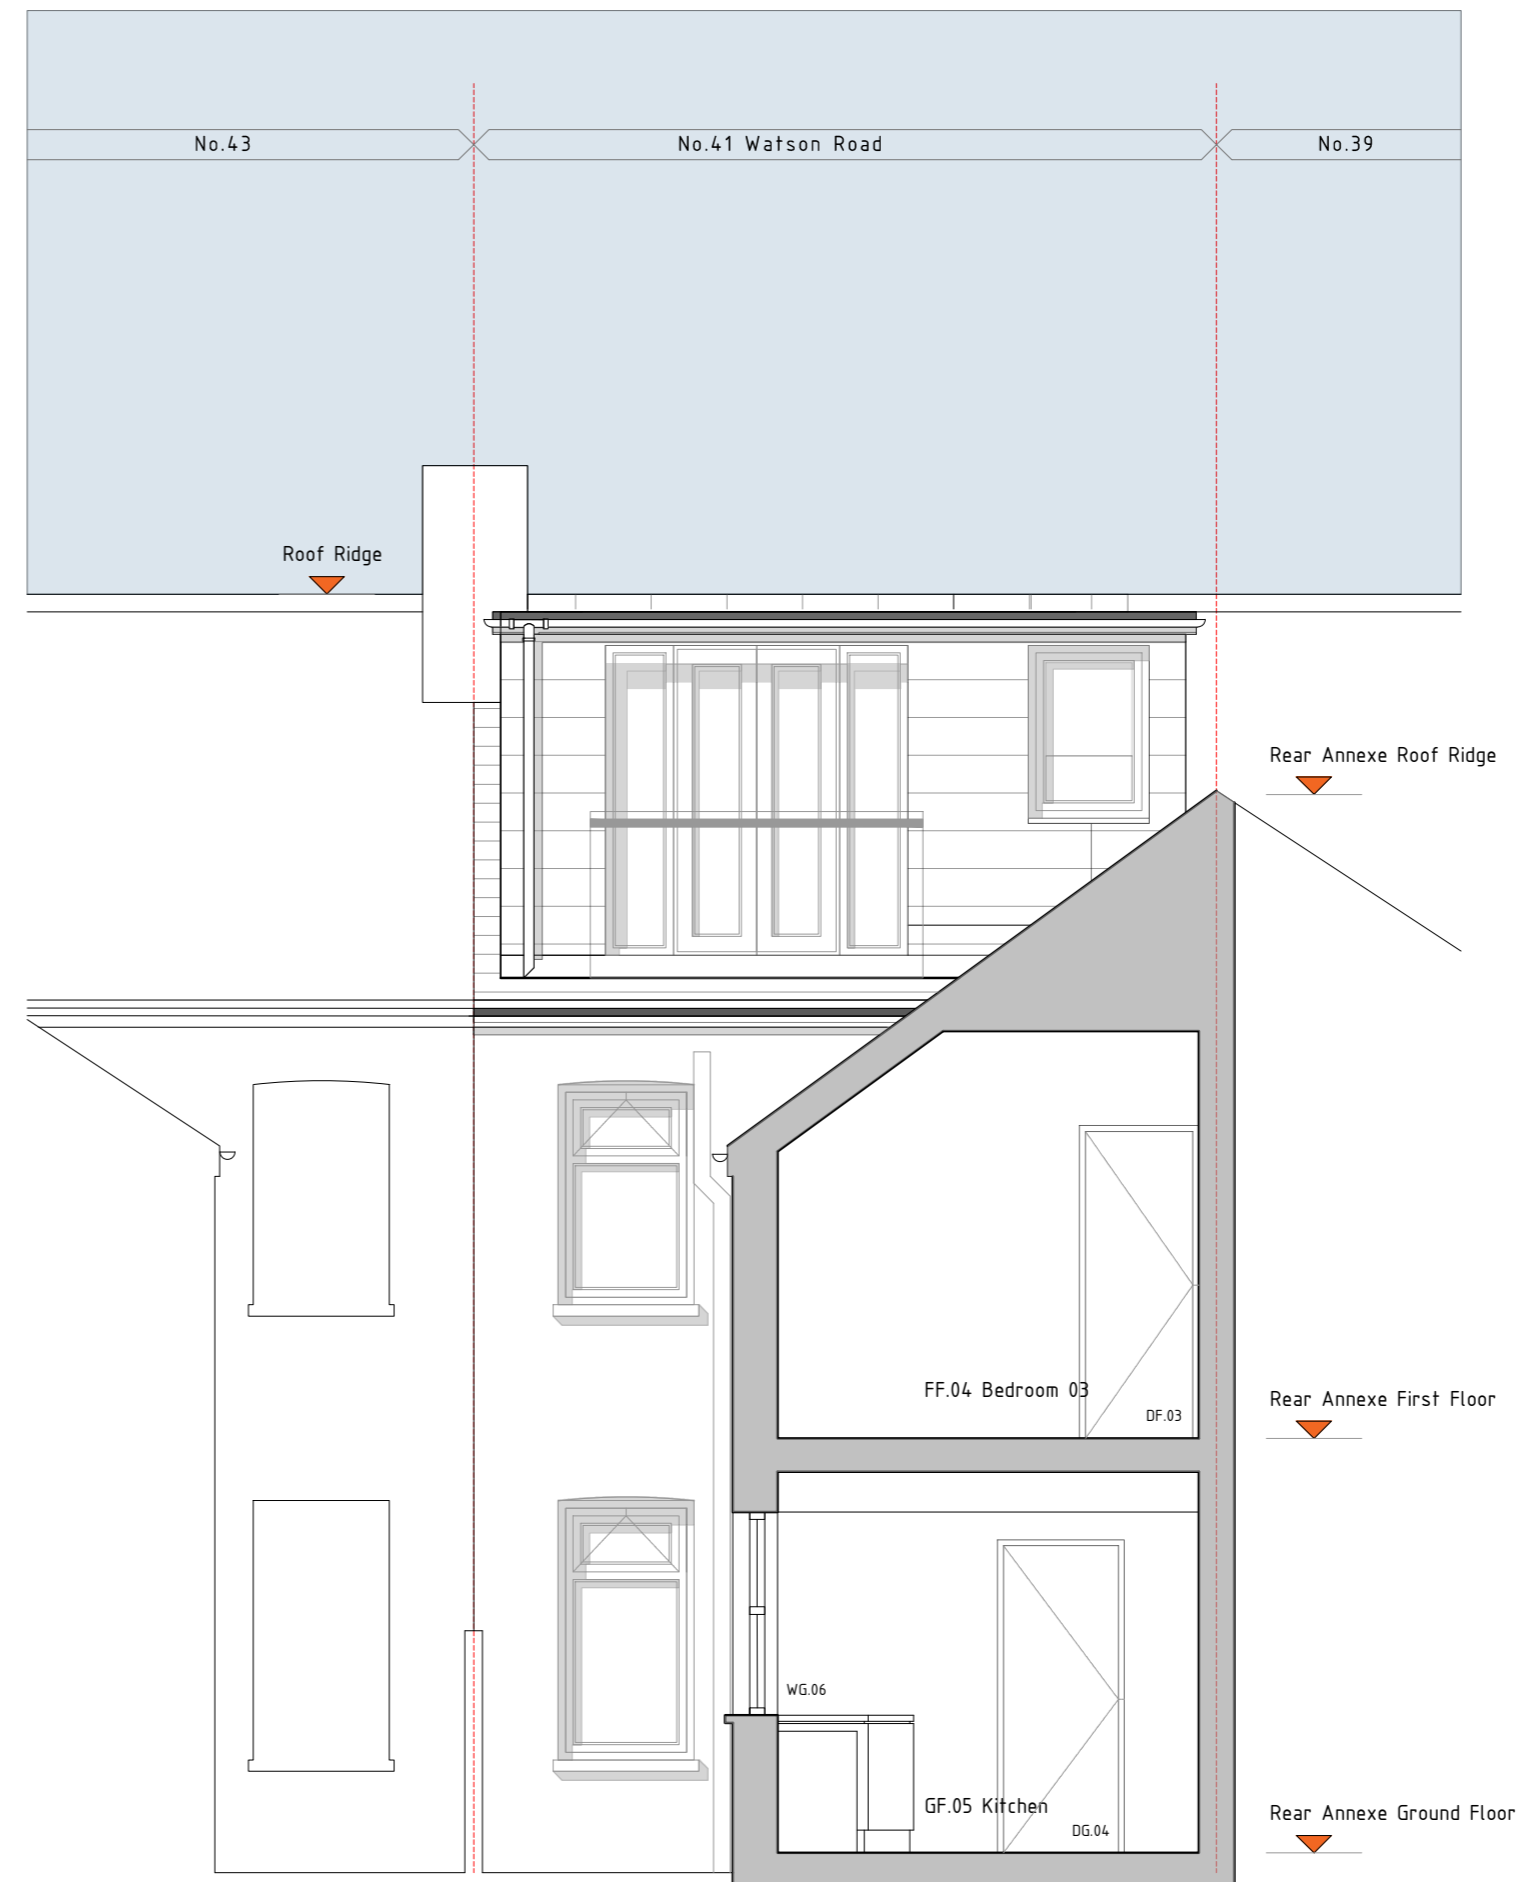 No.43
No.41 Watson Road
No.39
Roof Ridge
Rear Annexe Roof Ridge
FF.04 Bedroom 03
DF.03
Rear Annexe First Floor
WG.06
GF.05 Kitchen
DG.04
Rear Annexe Ground Floor